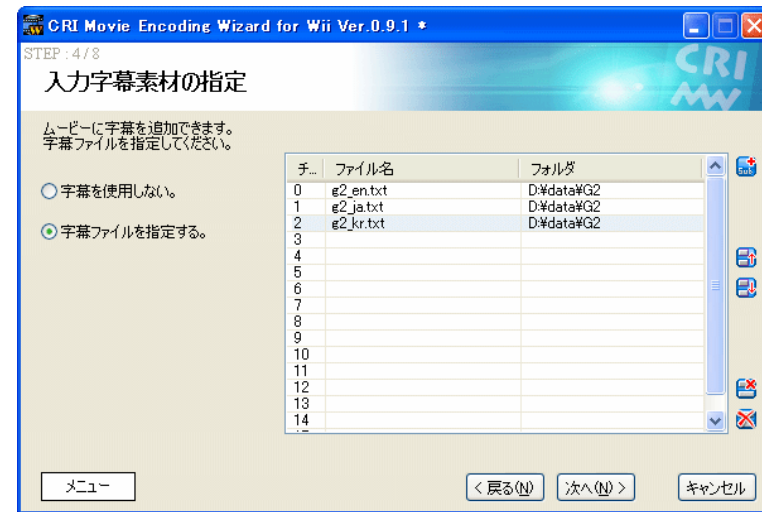 CRI Movie Encoding Wizard for Wii Ver.0.9.1 *
STEP:4/8
入力字幕素材の指定
CRI
MW
ムービーに字幕を追加できます。
字幕ファイルを指定してください。
字幕を使用しない。
字幕ファイルを指定する。
チ... ファイル名 フォルダ
0 g2_en.txt D:¥data¥G2
1 g2_ja.txt D:¥data¥G2
2 g2_kr.txt D:¥data¥G2
3
4
5
6
7
8
9
10
11
12
13
14
Sub
メニュー
< 戻る(N) 次へ(N) > キャンセル